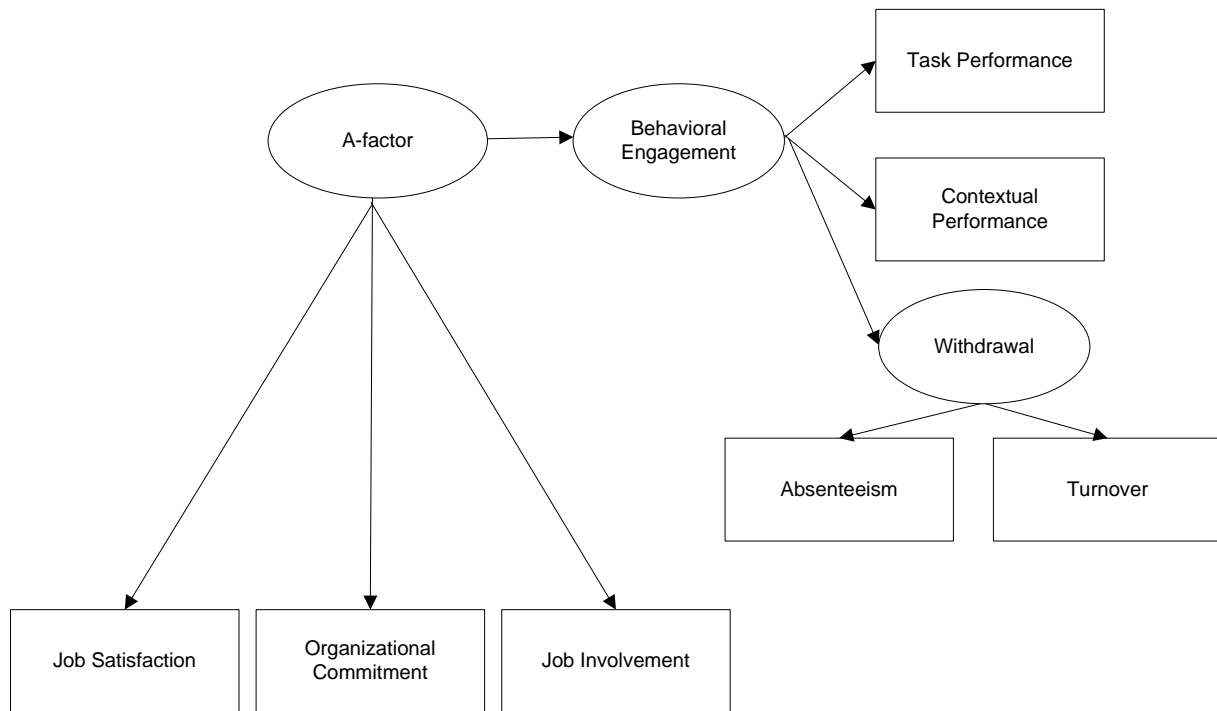 Task Performance
A-factor
Behavioral
Engagement
Contextual
Performance
Withdrawal
Absenteeism
Turnover
Job Satisfaction
Organizational
Commitment
Job Involvement